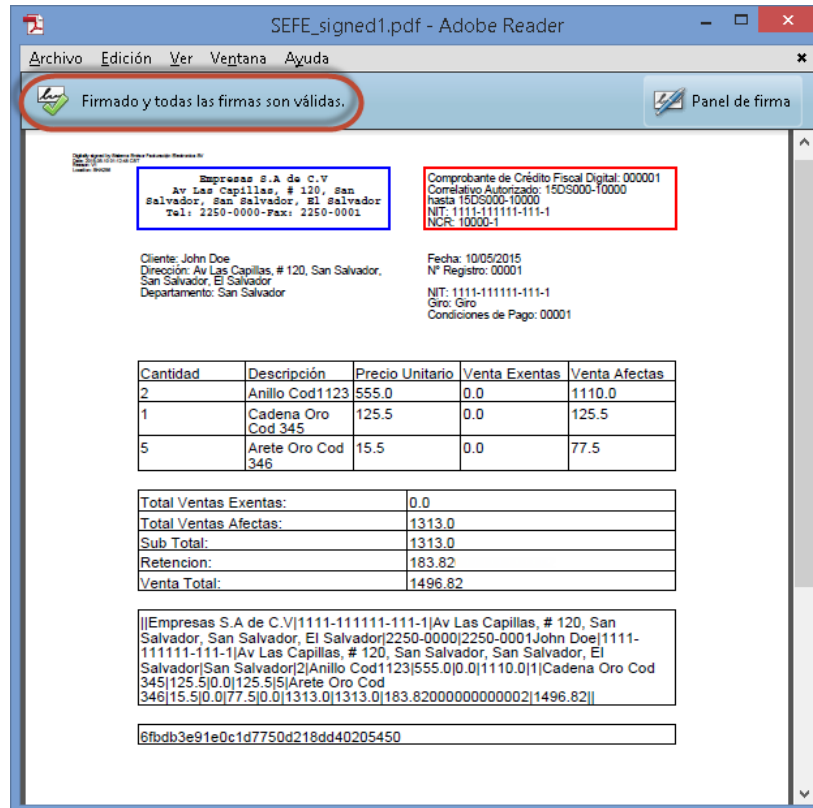 SEFE_signed1.pdf - Adobe Reader
Archivo Edición Ver Ventana Ayuda
Firmado y todas las firmas son válidas.
Panel de firma
Empresas S.A de C.V
Av Las Capillas, # 120, San
Salvador, San Salvador, El Salvador
Tel: 2250-0000-Fax: 2250-0001
Comprobante de Crédito Fiscal Digital: 000001
Correlativo Autorizado: 15DS000-10000
hasta 15DS000-10000
NIT: 1111-111111-111-1
NCR: 10000-1
Cliente: John Doe
Dirección: Av Las Capillas, # 120, San Salvador,
San Salvador, El Salvador
Departamento: San Salvador
Fecha: 10/05/2015
N° Registro: 00001
NIT: 1111-111111-111-1
Giro: Giro
Condiciones de Pago: 00001
Cantidad Descripción Precio Unitario Venta Exentas Venta Afectas
2 Anillo Cod1123 555.0 0.0 1110.0
1 Cadena Oro 125.5 0.0 125.5
Cod 345
5 Arete Oro Cod 15.5 0.0 77.5
346
Total Ventas Exentas: 0.0
Total Ventas Afectas: 1313.0
Sub Total: 1313.0
Retencion: 183.82
Venta Total: 1496.82
||Empresas S.A de C.V|1111-111111-111-1|Av Las Capillas, # 120, San
Salvador, San Salvador, El Salvador|2250-0000|2250-0001John Doe|1111-
111111-111-1|Av Las Capillas, # 120, San Salvador, San Salvador, El
Salvador|San Salvador|2|Anillo Cod1123|555.0|0.0|1110.0|1|Cadena Oro Cod
345|125.5|0.0|125.5|5|Arete Oro Cod
346|15.5|0.0|77.5|0.0|1313.0|1313.0|183.82000000000002|1496.82||
6fbdb3e91e0c1d7750d218dd40205450